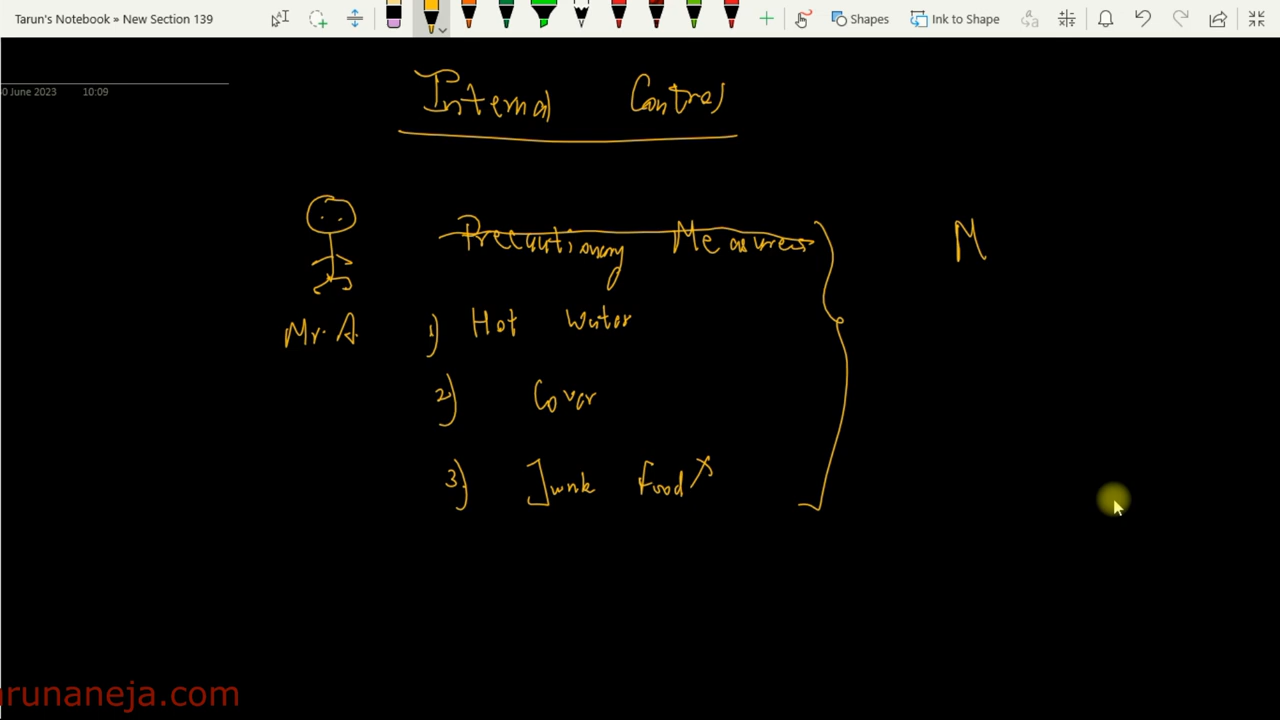 Tarun's Notebook » New Section 139
Shapes
Ink to Shape
0 June 2023 10:09
Internal Control
Precautionary Measures
M
Mr. A
1) Hot Water
2) Cover
3) Junk Food X
arunaneja.com